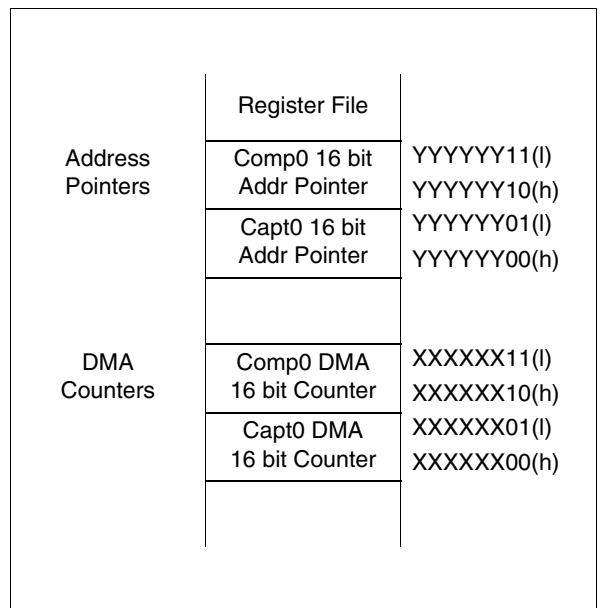 Register File
Address
Pointers
Comp0 16 bit
Addr Pointer
YYYYYY11(l)
YYYYYY10(h)
Capt0 16 bit
Addr Pointer
YYYYYY01(l)
YYYYYY00(h)
DMA
Counters
Comp0 DMA
16 bit Counter
XXXXXX11(l)
XXXXXX10(h)
Capt0 DMA
16 bit Counter
XXXXXX01(l)
XXXXXX00(h)